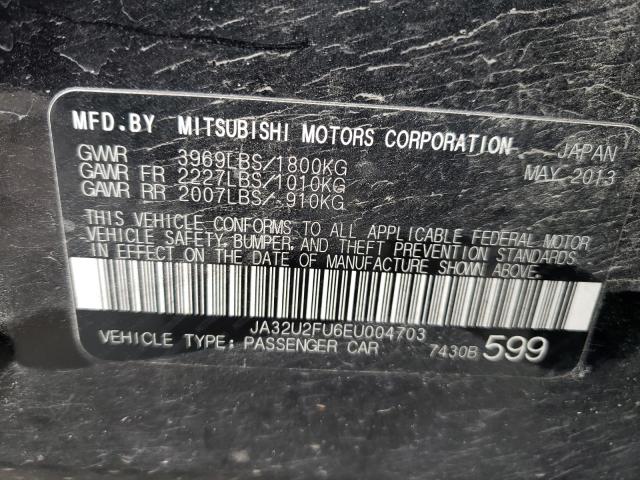 MFD.BY MITSUBISHI MOTORS CORPORATION JAPAN
GVWR 3969LBS/1800KG MAY 2013
GAWR FR 2227LBS/1010KG
GAWR RR 2007LBS/ 910KG
THIS VEHICLE CONFORMS TO ALL APPLICABLE FEDERAL MOTOR
VEHICLE SAFETY, BUMPER, AND THEFT PREVENTION STANDARDS
IN EFFECT ON THE DATE OF MANUFACTURE SHOWN ABOVE.
JA32U2FU6EU004703
VEHICLE TYPE: PASSENGER CAR 7430B 599